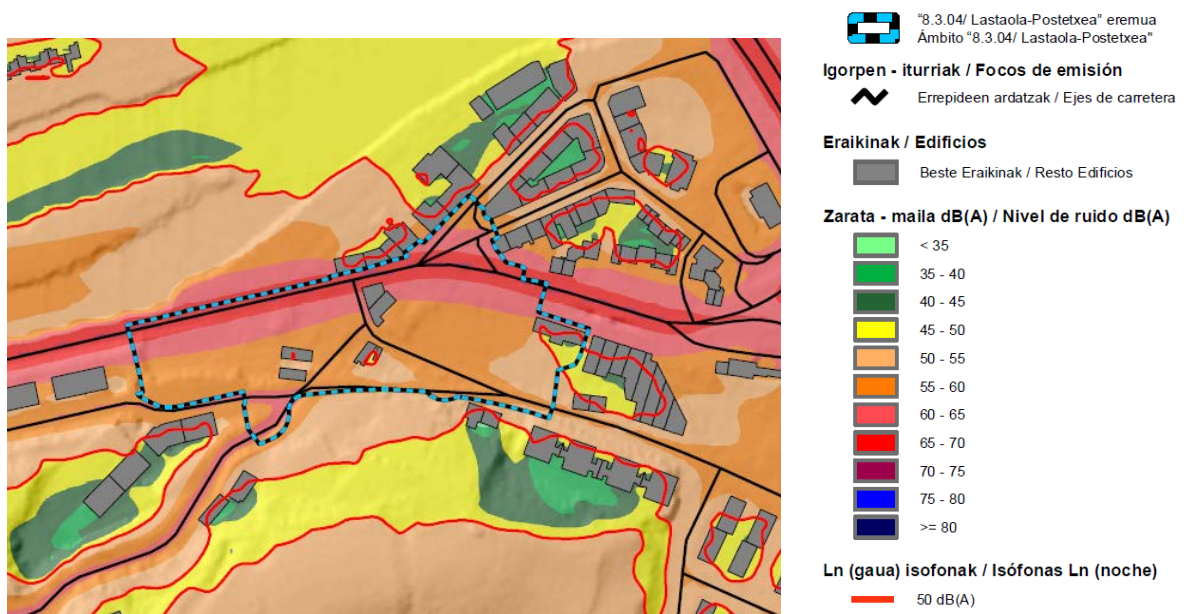 "8.3.04/ Lastaola-Postetxea" eremua
Ámbito "8.3.04/ Lastaola-Postetxea"
Igorpen - iturriak / Focos de emisión
Errepideen ardatzak / Ejes de carretera
Eraikinak / Edificios
Beste Eraikinak / Resto Edificios
Zarata - maila dB(A) / Nivel de ruido dB(A)
< 35
35 - 40
40 - 45
45 - 50
50 - 55
55 - 60
60 - 65
65 - 70
70 - 75
75 - 80
>= 80
Ln (gaua) isofonak / Isófonas Ln (noche)
50 dB(A)